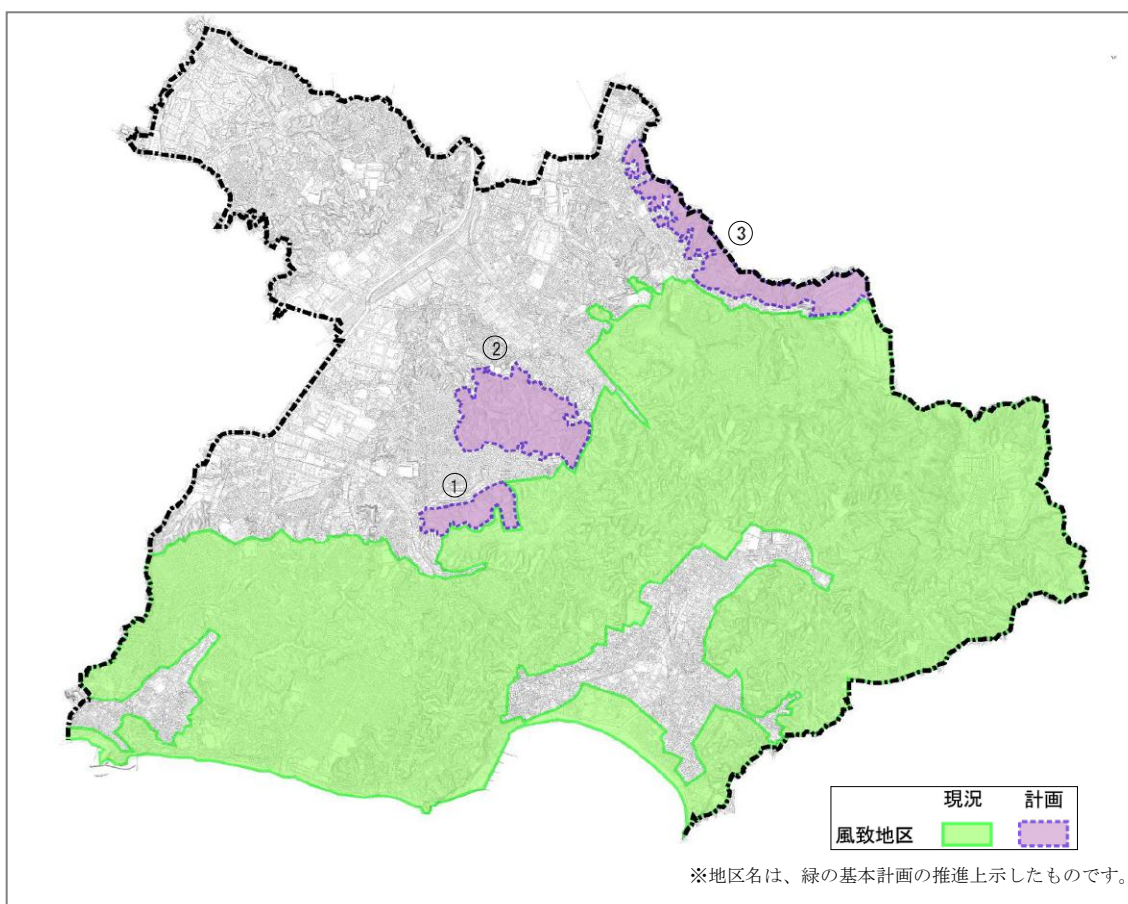 ③
②
①
現況 計画
風致地区
※地区名は、緑の基本計画の推進上示したものです。